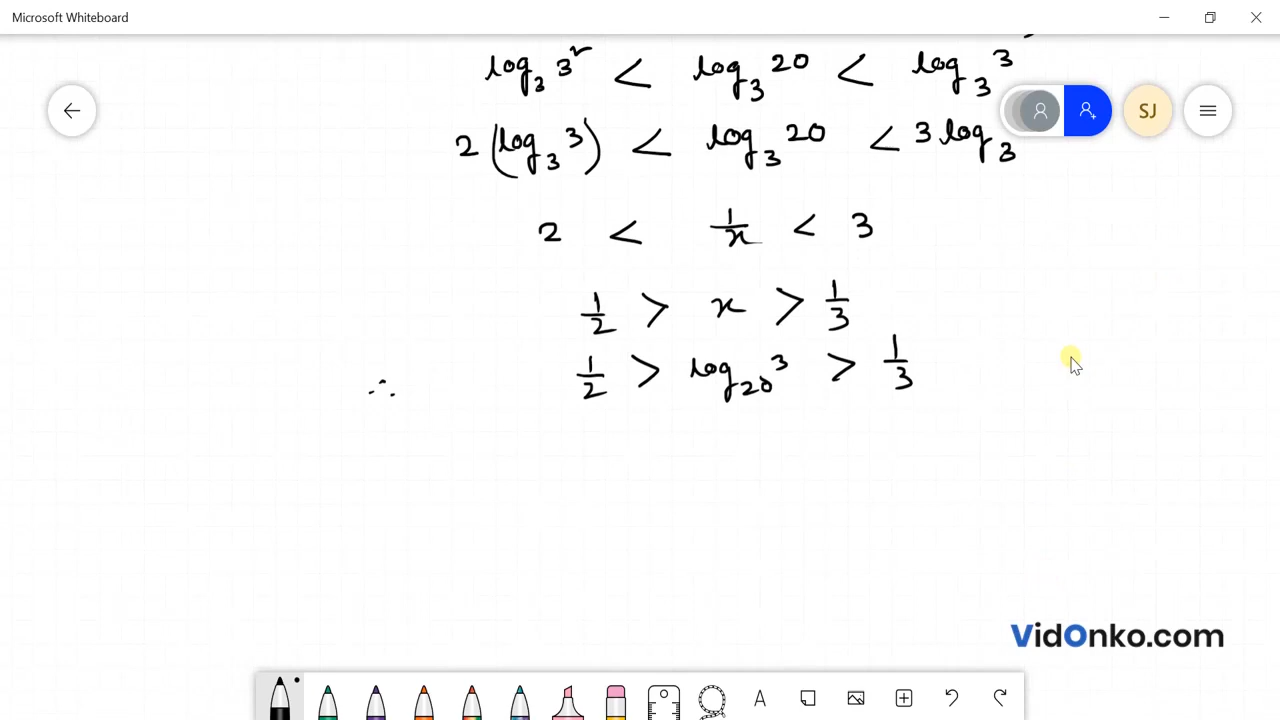 Microsoft Whiteboard
log₃ 3² < log₃ 20 < log₃ 3
SJ
2 (log₃ 3) < log₃ 20 < 3 log₃
2 < 1/x < 3
1/2 > x > 1/3
∴ 1/2 > log₂₀ 3 > 1/3
VidOnko.com
A